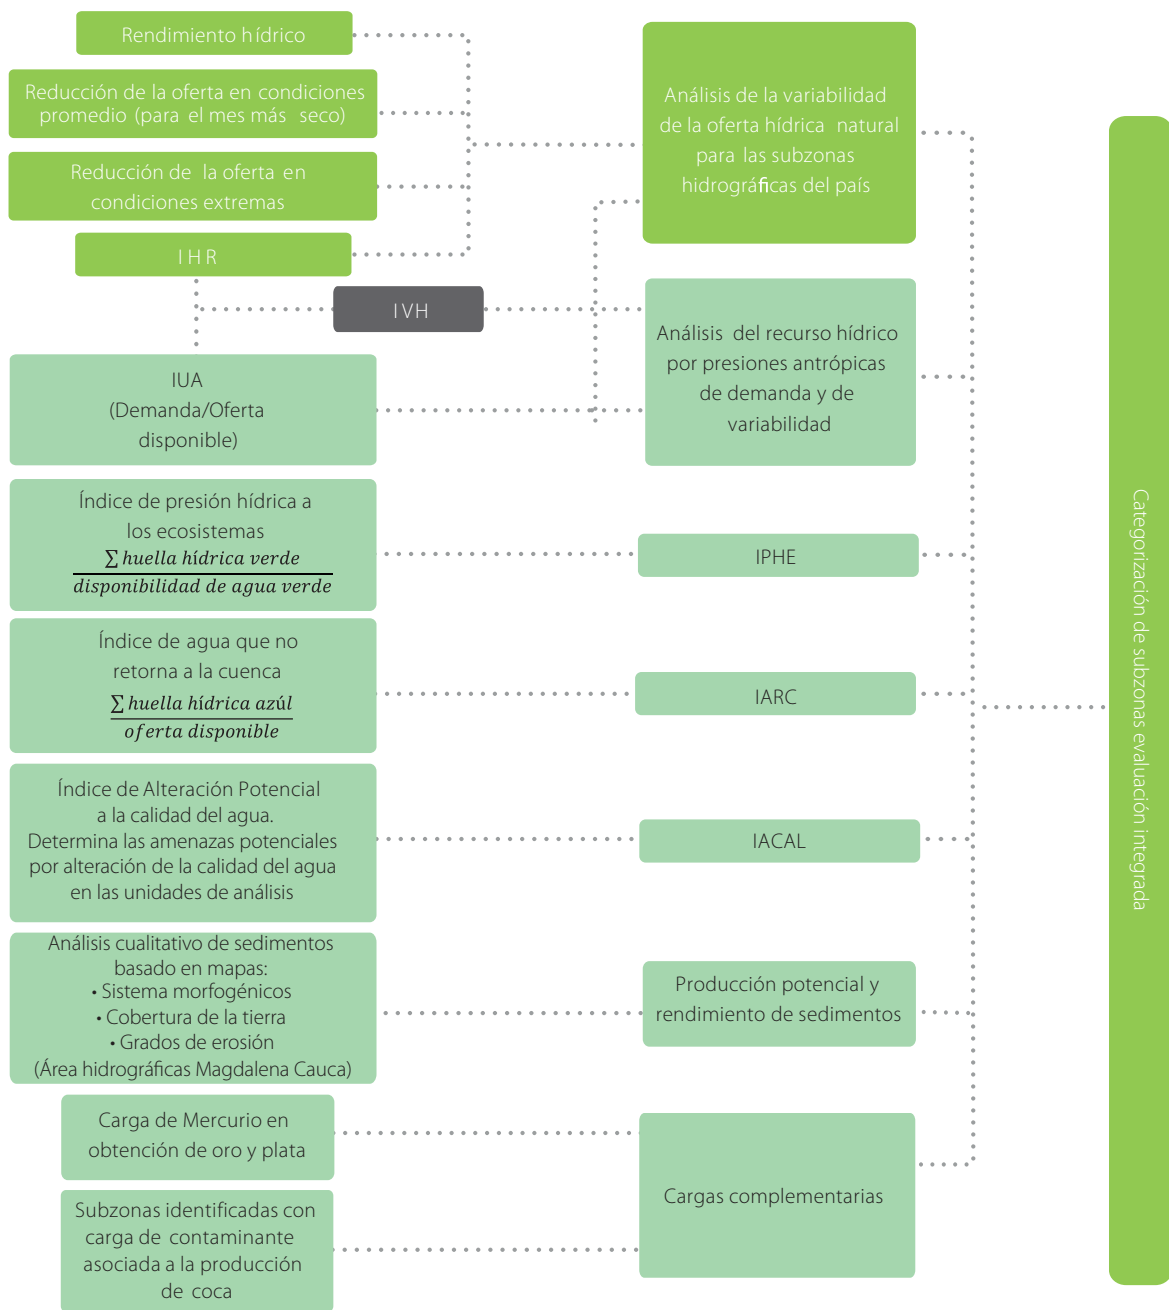 Rendimiento hídrico
Reducción de la oferta en condiciones
promedio (para el mes más seco)
Reducción de la oferta en
condiciones extremas
IHR
IVH
IUA
(Demanda/Oferta
disponible)
Índice de presión hídrica a
los ecosistemas
∑ huella hídrica verde
disponibilidad de agua verde
Índice de agua que no
retorna a la cuenca
∑ huella hídrica azúl
oferta disponible
Índice de Alteración Potencial
a la calidad del agua.
Determina las amenazas potenciales
por alteración de la calidad del agua
en las unidades de análisis
Análisis cualitativo de sedimentos
basado en mapas:
• Sistema morfogénicos
• Cobertura de la tierra
• Grados de erosión
(Área hidrográficas Magdalena Cauca)
Carga de Mercurio en
obtención de oro y plata
Subzonas identificadas con
carga de contaminante
asociada a la producción
de coca
Análisis de la variabilidad
de la oferta hídrica natural
para las subzonas
hidrográficas del país
Análisis del recurso hídrico
por presiones antrópicas
de demanda y de
variabilidad
IPHE
IARC
IACAL
Producción potencial y
rendimiento de sedimentos
Cargas complementarias
Categorización de subzonas evaluación integrada